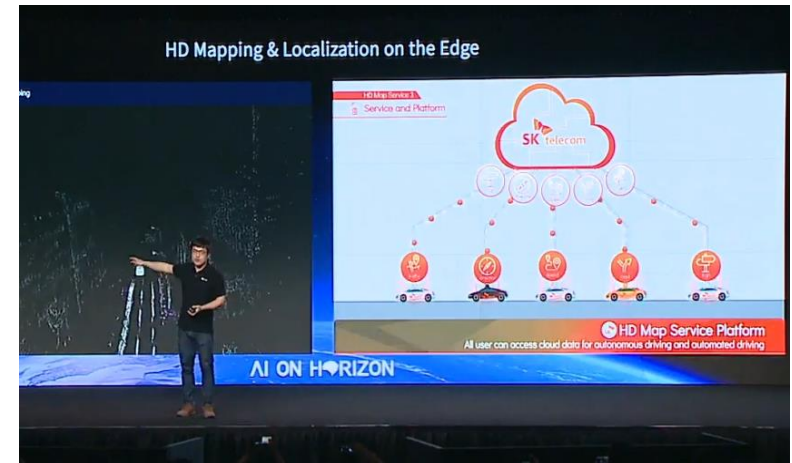 HD Mapping & Localization on the Edge
HD Map Service 3
Service and Platform
SK telecom
HD Map Service Platform
All user can access cloud data for autonomous driving and automated driving
AI ON HORIZON